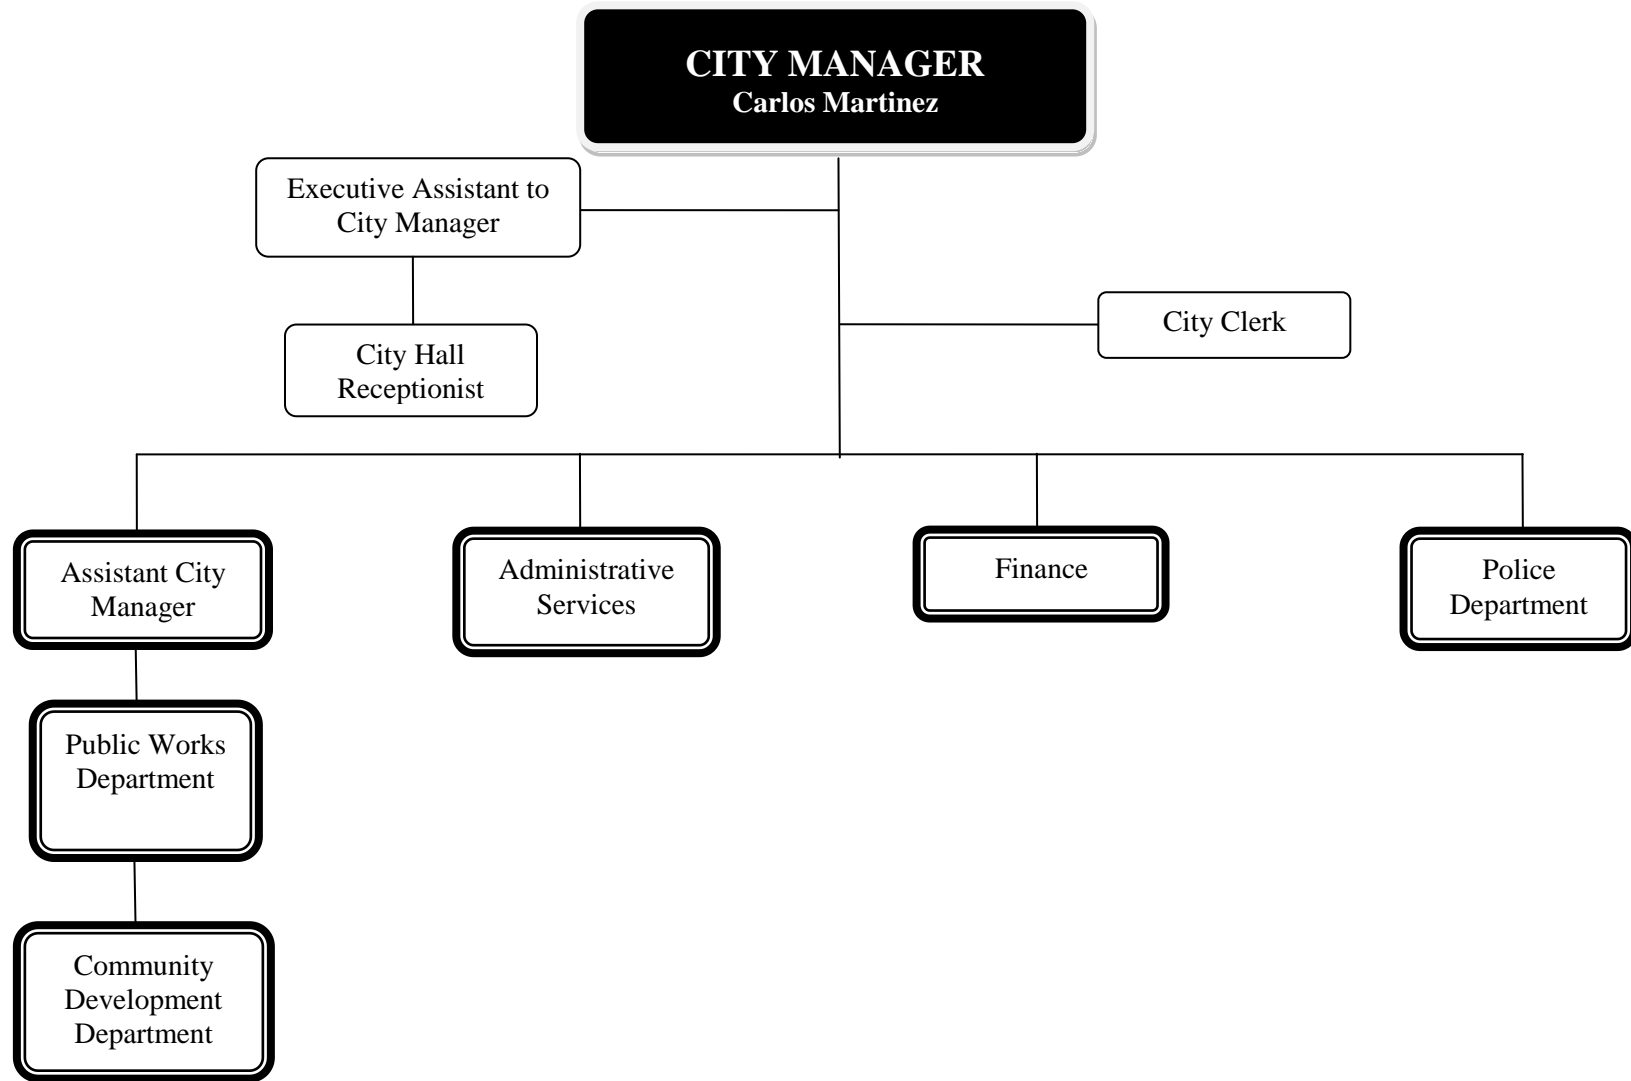 CITY MANAGER
Carlos Martinez
Executive Assistant to
City Manager
City Clerk
City Hall
Receptionist
Assistant City
Manager
Administrative
Services
Finance
Police
Department
Public Works
Department
Community
Development
Department